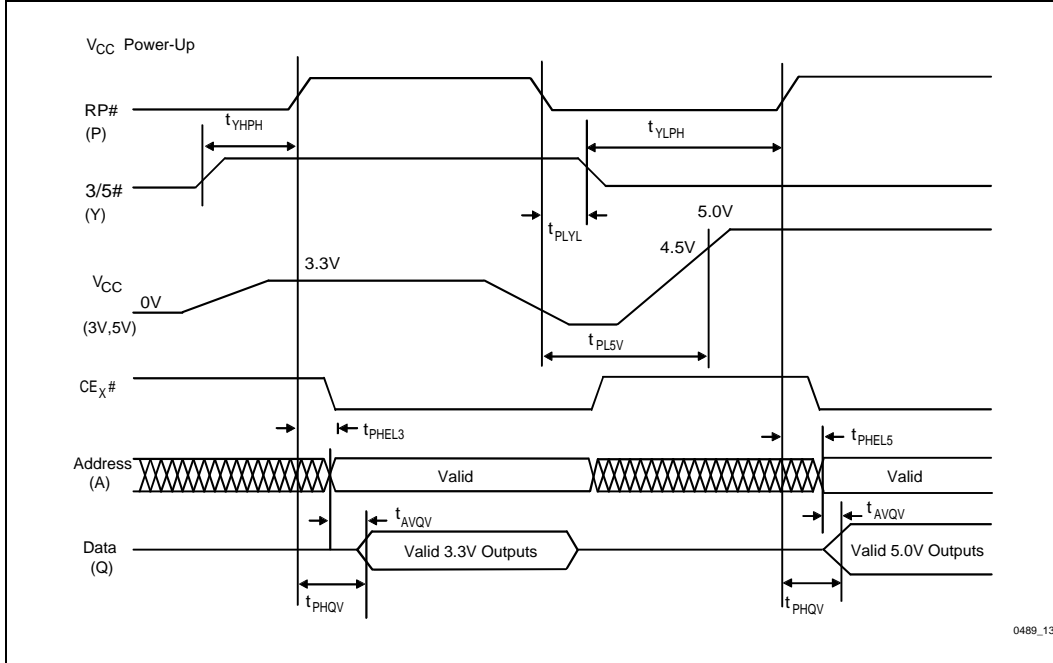 VCC Power-Up
RP#
(P)
tYHPH
tYLPH
3/5#
(Y)
tPLYL
5.0V
4.5V
3.3V
VCC
0V
(3V,5V)
tPL5V
CEX#
tPHEL3
tPHEL5
Address
(A)
Valid
Valid
tAVQV
tAVQV
Data
(Q)
Valid 3.3V Outputs
Valid 5.0V Outputs
tPHQV
tPHQV
0489_13